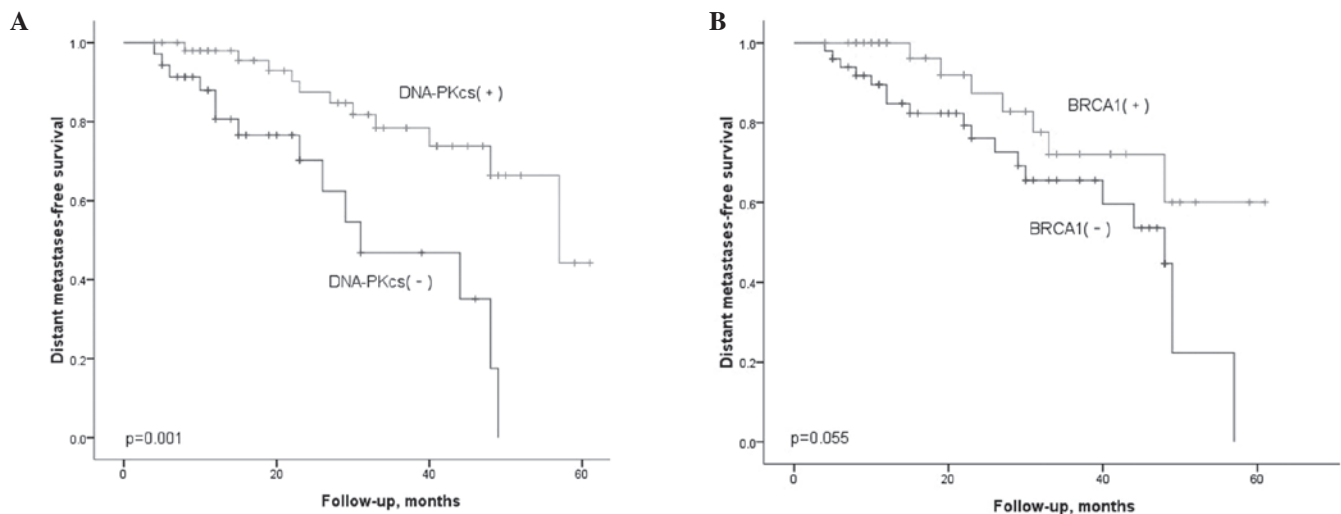 A
Distant metastases-free survival
1.0
0.8
0.6
0.4
0.2
0.0
DNA-PKcs( + )
DNA-PKcs( - )
p=0.001
0 20 40 60
Follow-up, months
B
Distant metastases-free survival
1.0
0.8
0.6
0.4
0.2
0.0
BRCA1( + )
BRCA1( - )
p=0.055
0 20 40 60
Follow-up, months